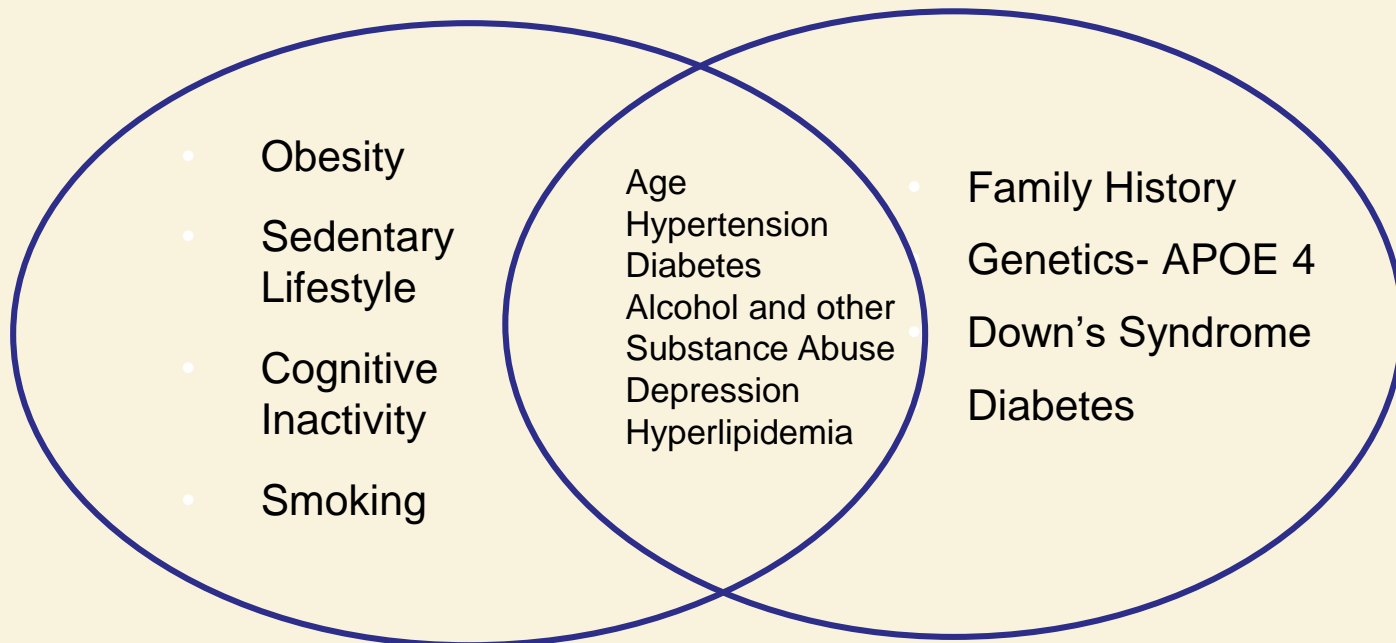 Obesity
Sedentary
Lifestyle
Cognitive
Inactivity
Smoking
Age
Hypertension
Diabetes
Alcohol and other
Substance Abuse
Depression
Hyperlipidemia
Family History
Genetics- APOE 4
Down’s Syndrome
Diabetes